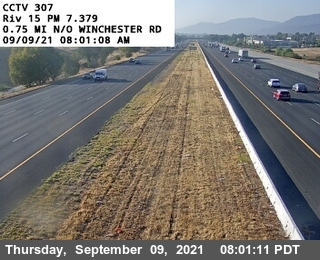 CCTV 307
Riv 15 PM 7.379
0.75 MI N/O WINCHESTER RD
09/09/21 08:01:08 AM
Thursday, September 09, 2021 08:01:11 PDT